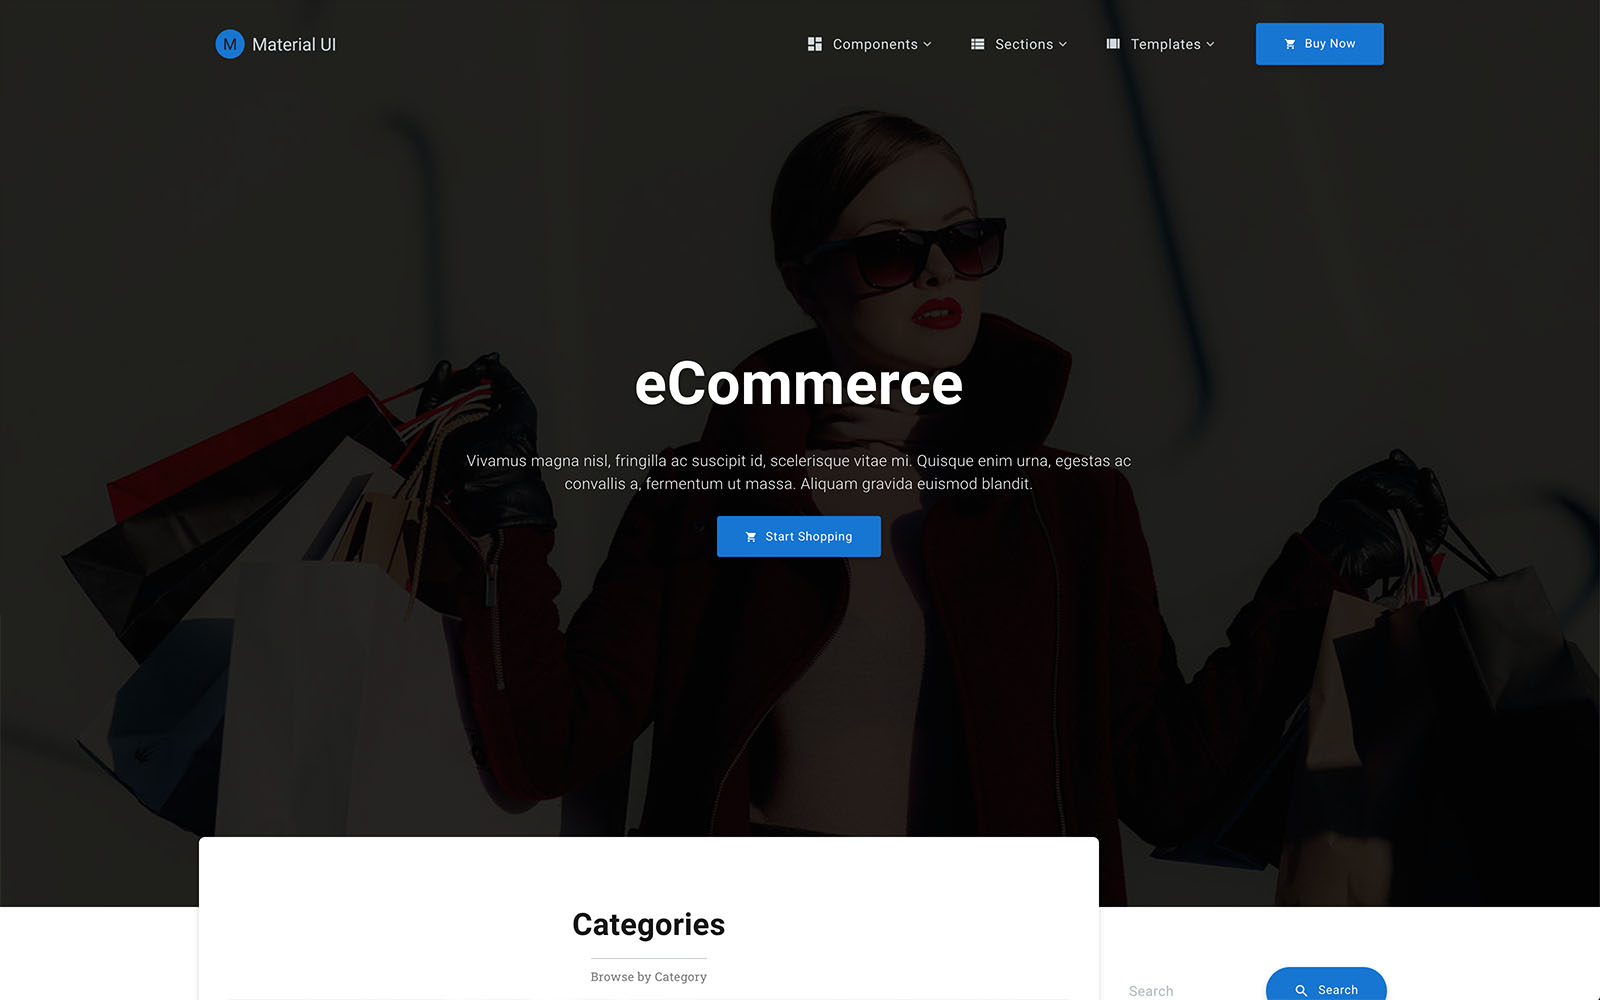 M Material UI
Components
Sections
Templates
Buy Now
eCommerce
Vivamus magna nisl, fringilla ac suscipit id, scelerisque vitae mi. Quisque enim urna, egestas ac
convallis a, fermentum ut massa. Aliquam gravida euismod blandit.
Start Shopping
Categories
Browse by Category
Search
Search